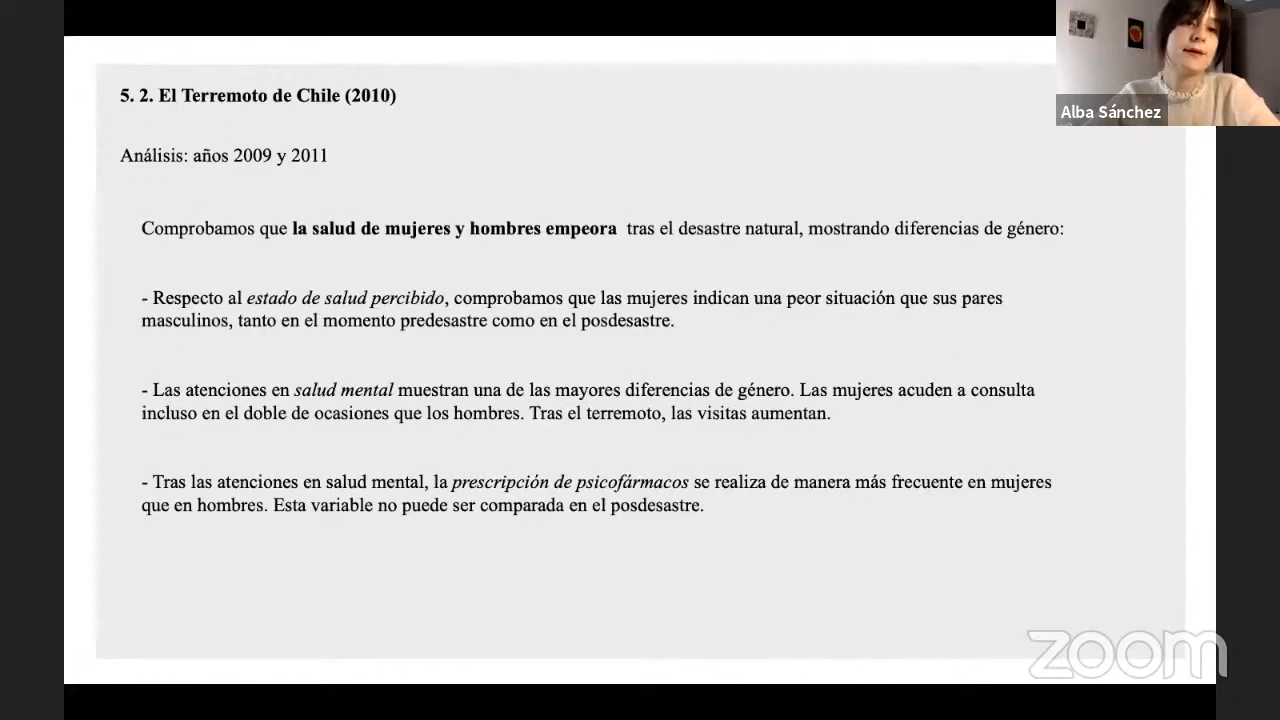 5. 2. El Terremoto de Chile (2010)
Alba Sánchez
Análisis: años 2009 y 2011
Comprobamos que la salud de mujeres y hombres empeora tras el desastre natural, mostrando diferencias de género:
- Respecto al estado de salud percibido, comprobamos que las mujeres indican una peor situación que sus pares
masculinos, tanto en el momento predesastre como en el posdesastre.
- Las atenciones en salud mental muestran una de las mayores diferencias de género. Las mujeres acuden a consulta
incluso en el doble de ocasiones que los hombres. Tras el terremoto, las visitas aumentan.
- Tras las atenciones en salud mental, la prescripción de psicofármacos se realiza de manera más frecuente en mujeres
que en hombres. Esta variable no puede ser comparada en el posdesastre.
zoom